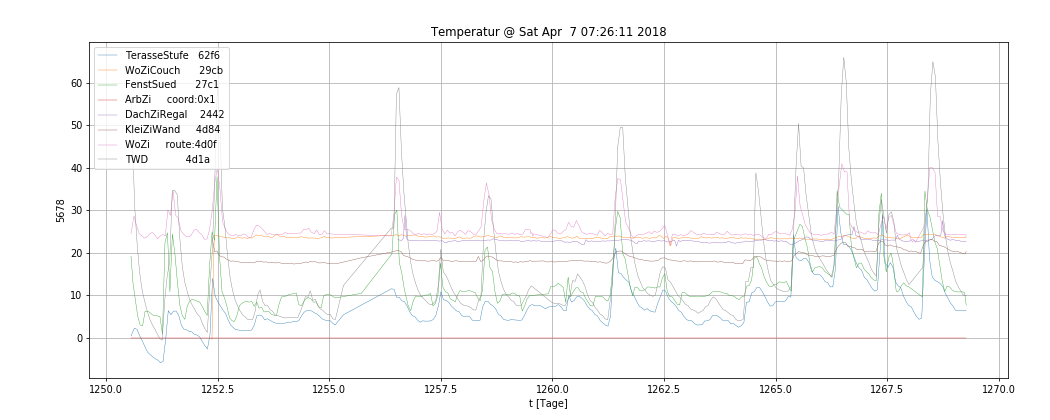 Temperatur @ Sat Apr  7 07:26:11 2018
TerasseStufe   62f6
WoZiCouch      29cb
FenstSued      27c1
ArbZi     coord:0x1
DachZiRegal    2442
KleiZiWand     4d84
WoZi     route:4d0f
TWD            4d1a
60
50
40
30
20
10
0
5678
1250.0 1252.5 1255.0 1257.5 1260.0 1262.5 1265.0 1267.5 1270.0
t [Tage]